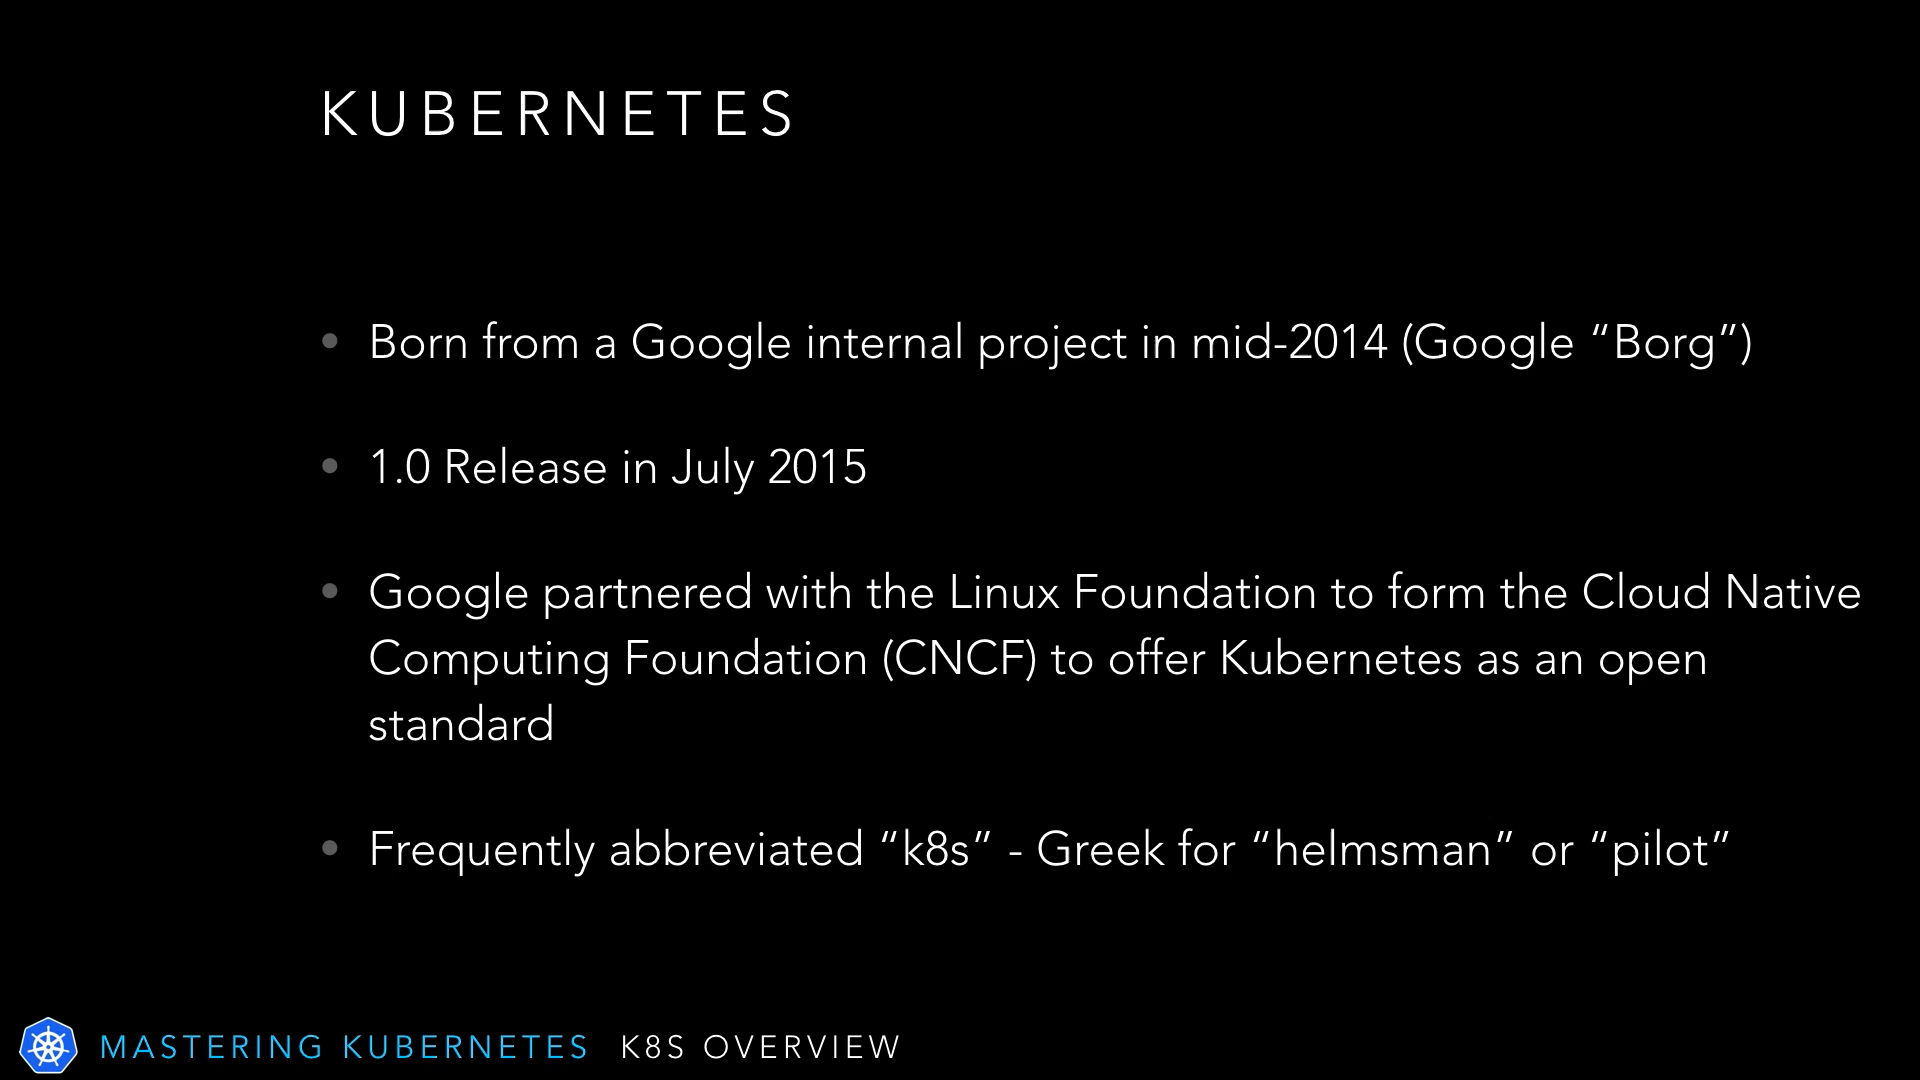 KUBERNETES
• Born from a Google internal project in mid-2014 (Google “Borg”)
• 1.0 Release in July 2015
• Google partnered with the Linux Foundation to form the Cloud Native
Computing Foundation (CNCF) to offer Kubernetes as an open
standard
• Frequently abbreviated “k8s” - Greek for “helmsman” or “pilot”
MASTERING KUBERNETES K8S OVERVIEW